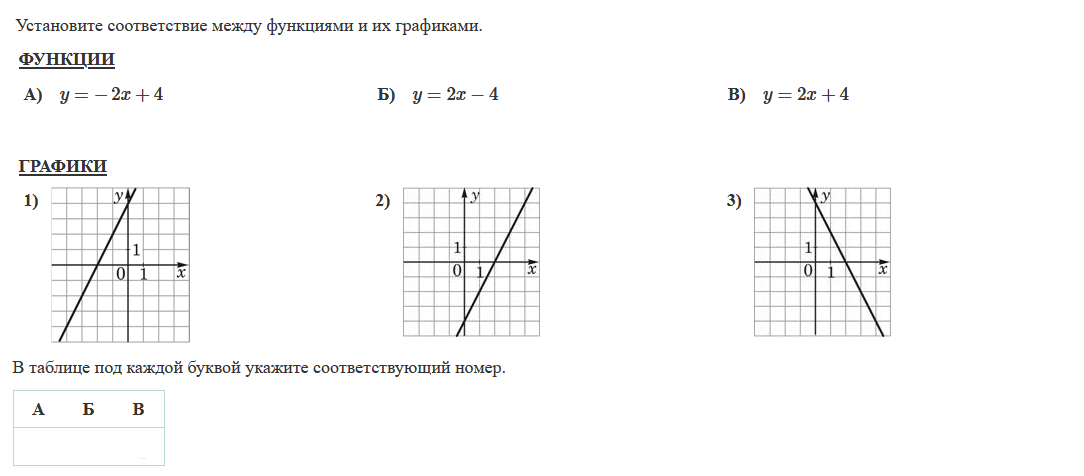 Установите соответствие между функциями и их графиками.
ФУНКЦИИ
А) y = − 2x + 4 Б) y = 2x − 4 В) y = 2x + 4
ГРАФИКИ
1) y 1 0 1 x 2) y 1 0 1 x 3) y 1 0 1 x
В таблице под каждой буквой укажите соответствующий номер.
А Б В